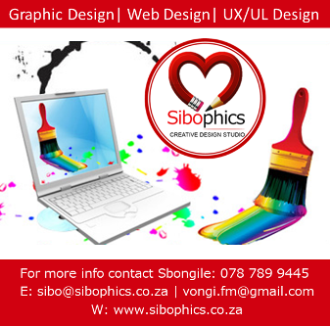 Graphic Design| Web Design| UX/UL Design
Sibophics
CREATIVE DESIGN STUDIO
For more info contact Sbongile: 078 789 9445
E: sibo@sibophics.co.za | vongi.fm@gmail.com
W: www.sibophics.co.za